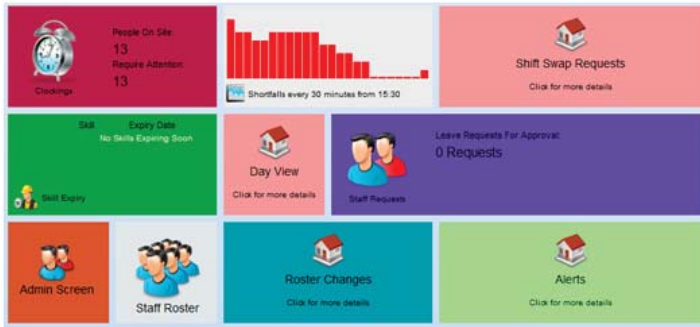 People On Site:
13
Require Attention:
13
Clockings
Shortfalls every 30 minutes from 15:30
Shift Swap Requests
Click for more details
Skill Expiry Date
No Skills Expiring Soon
Skill Expiry
Day View
Click for more details
Leave Requests For Approval:
0 Requests
Staff Requests
Admin Screen
Staff Roster
Roster Changes
Click for more details
Alerts
Click for more details